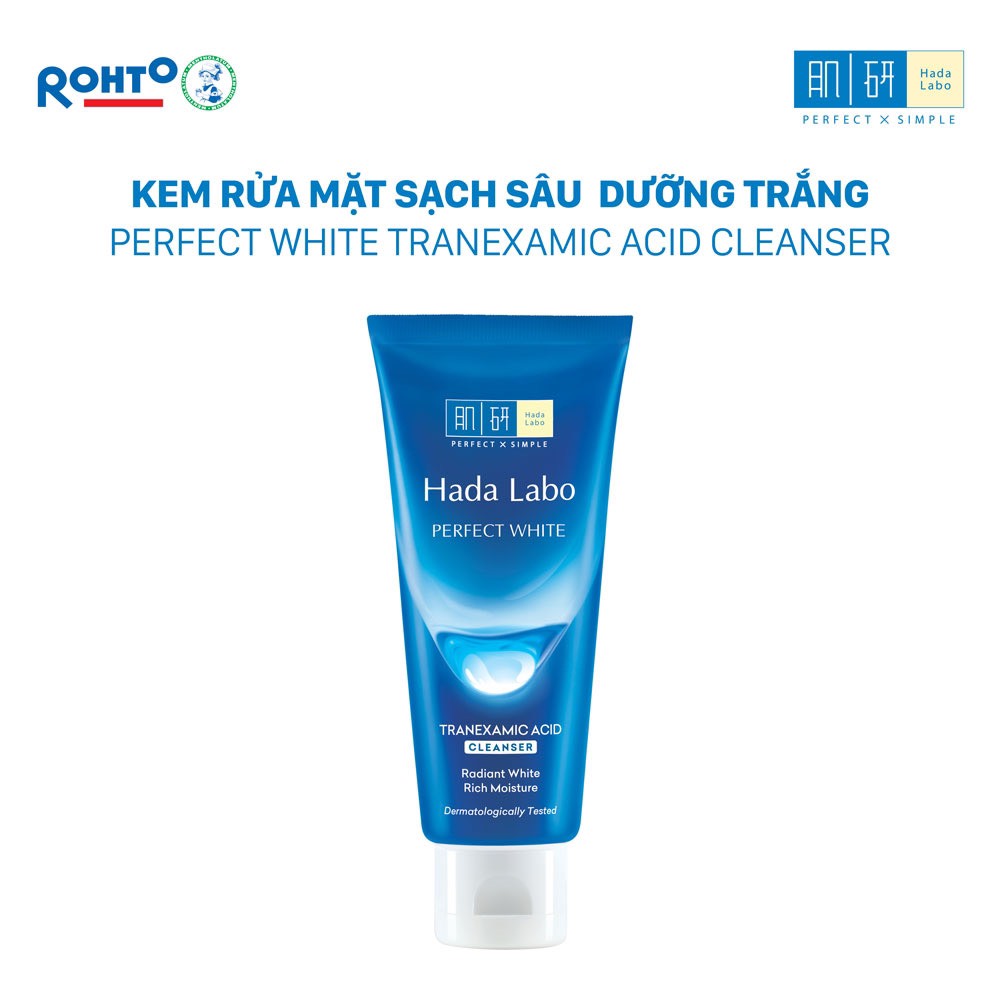 ROHTO
MENTHOLATUM
肌 研 Hada Labo
PERFECT × SIMPLE
KEM RỬA MẶT SẠCH SÂU DƯỠNG TRẮNG
PERFECT WHITE TRANEXAMIC ACID CLEANSER
肌 研 Hada Labo
PERFECT × SIMPLE
Hada Labo
PERFECT WHITE
TRANEXAMIC ACID
CLEANSER
Radiant White
Rich Moisture
Dermatologically Tested